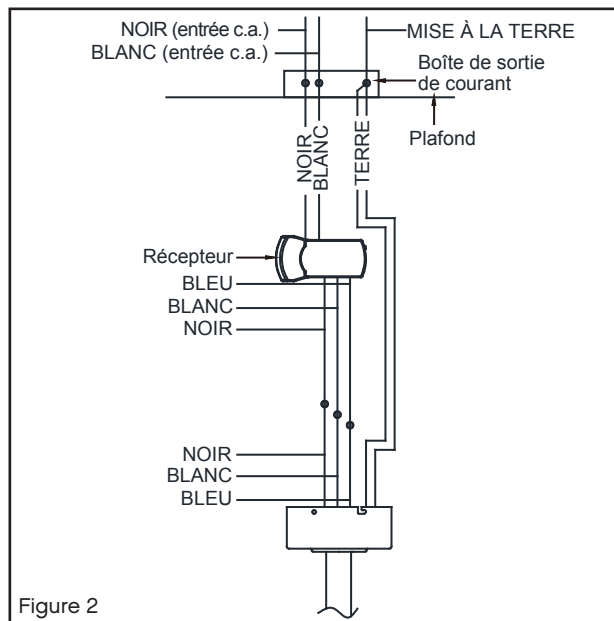 NOIR (entrée c.a.)
MISE À LA TERRE
BLANC (entrée c.a.)
Boîte de sortie
de courant
Plafond
NOIR
BLANC
TERRE
Récepteur
BLEU
BLANC
NOIR
NOIR
BLANC
BLEU
Figure 2